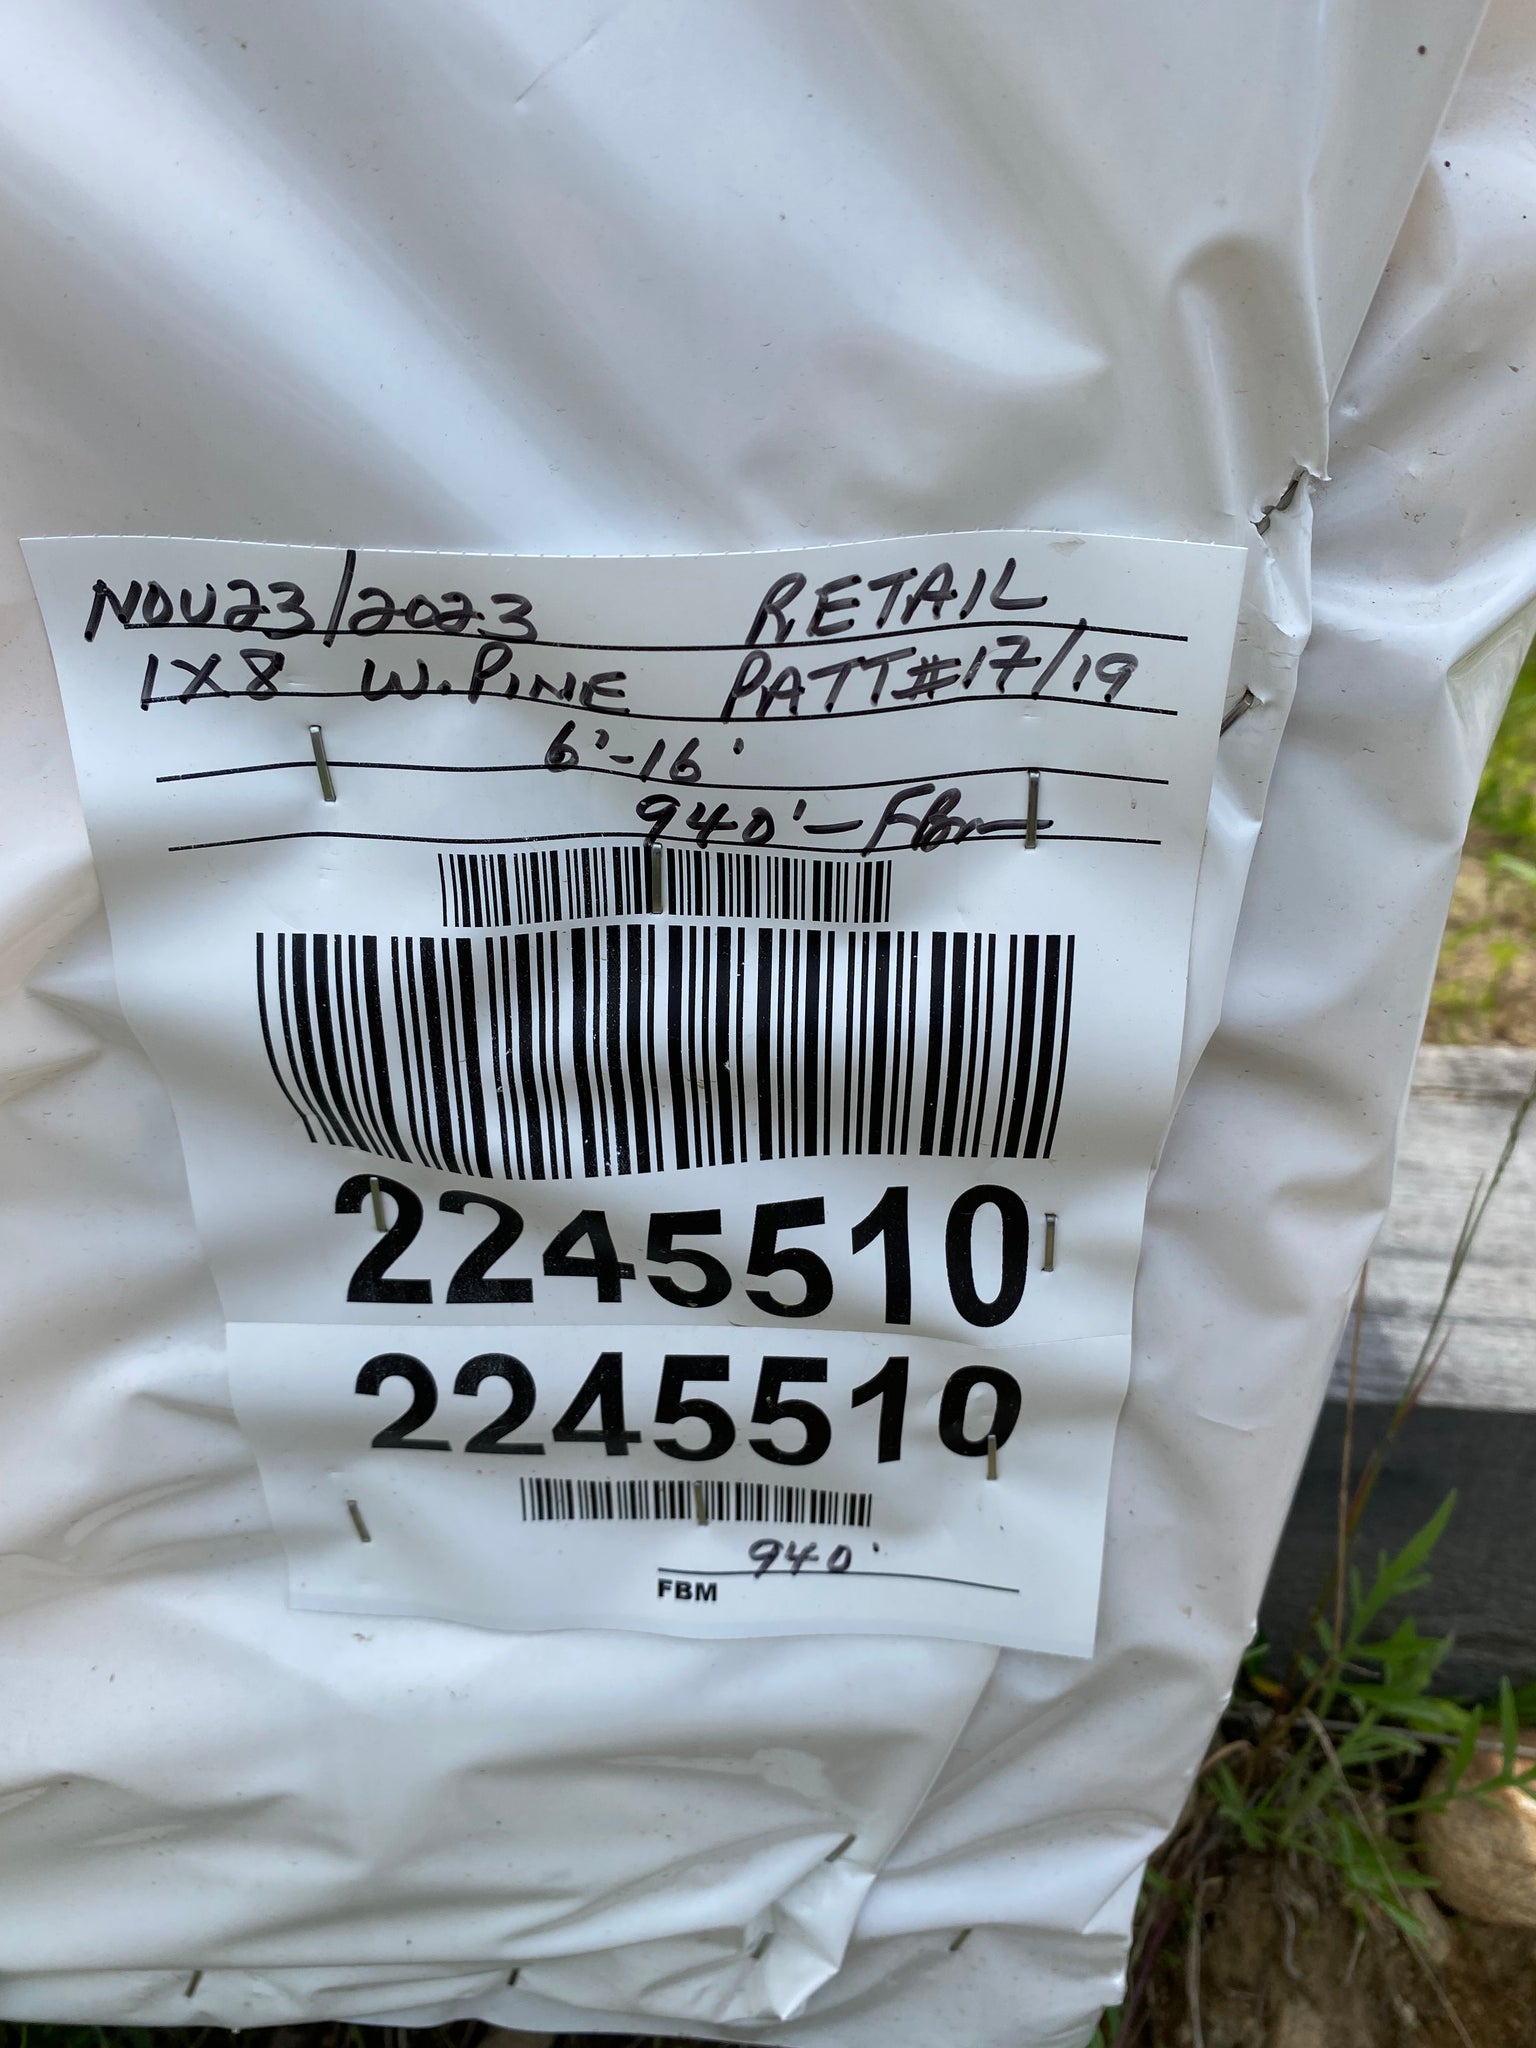 NOV23/2023 RETAIL
1X8 W.PINE PATT#17/19
6'-16'
940'-FBM
2245510
2245510
940'
FBM